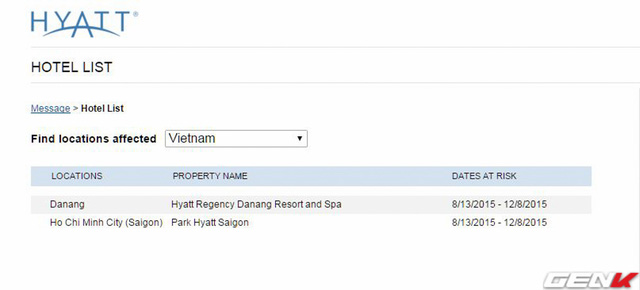 HYATT®
HOTEL LIST
Message > Hotel List
Find locations affected Vietnam
LOCATIONS PROPERTY NAME DATES AT RISK
Danang Hyatt Regency Danang Resort and Spa 8/13/2015 - 12/8/2015
Ho Chi Minh City (Saigon) Park Hyatt Saigon 8/13/2015 - 12/8/2015
GENK